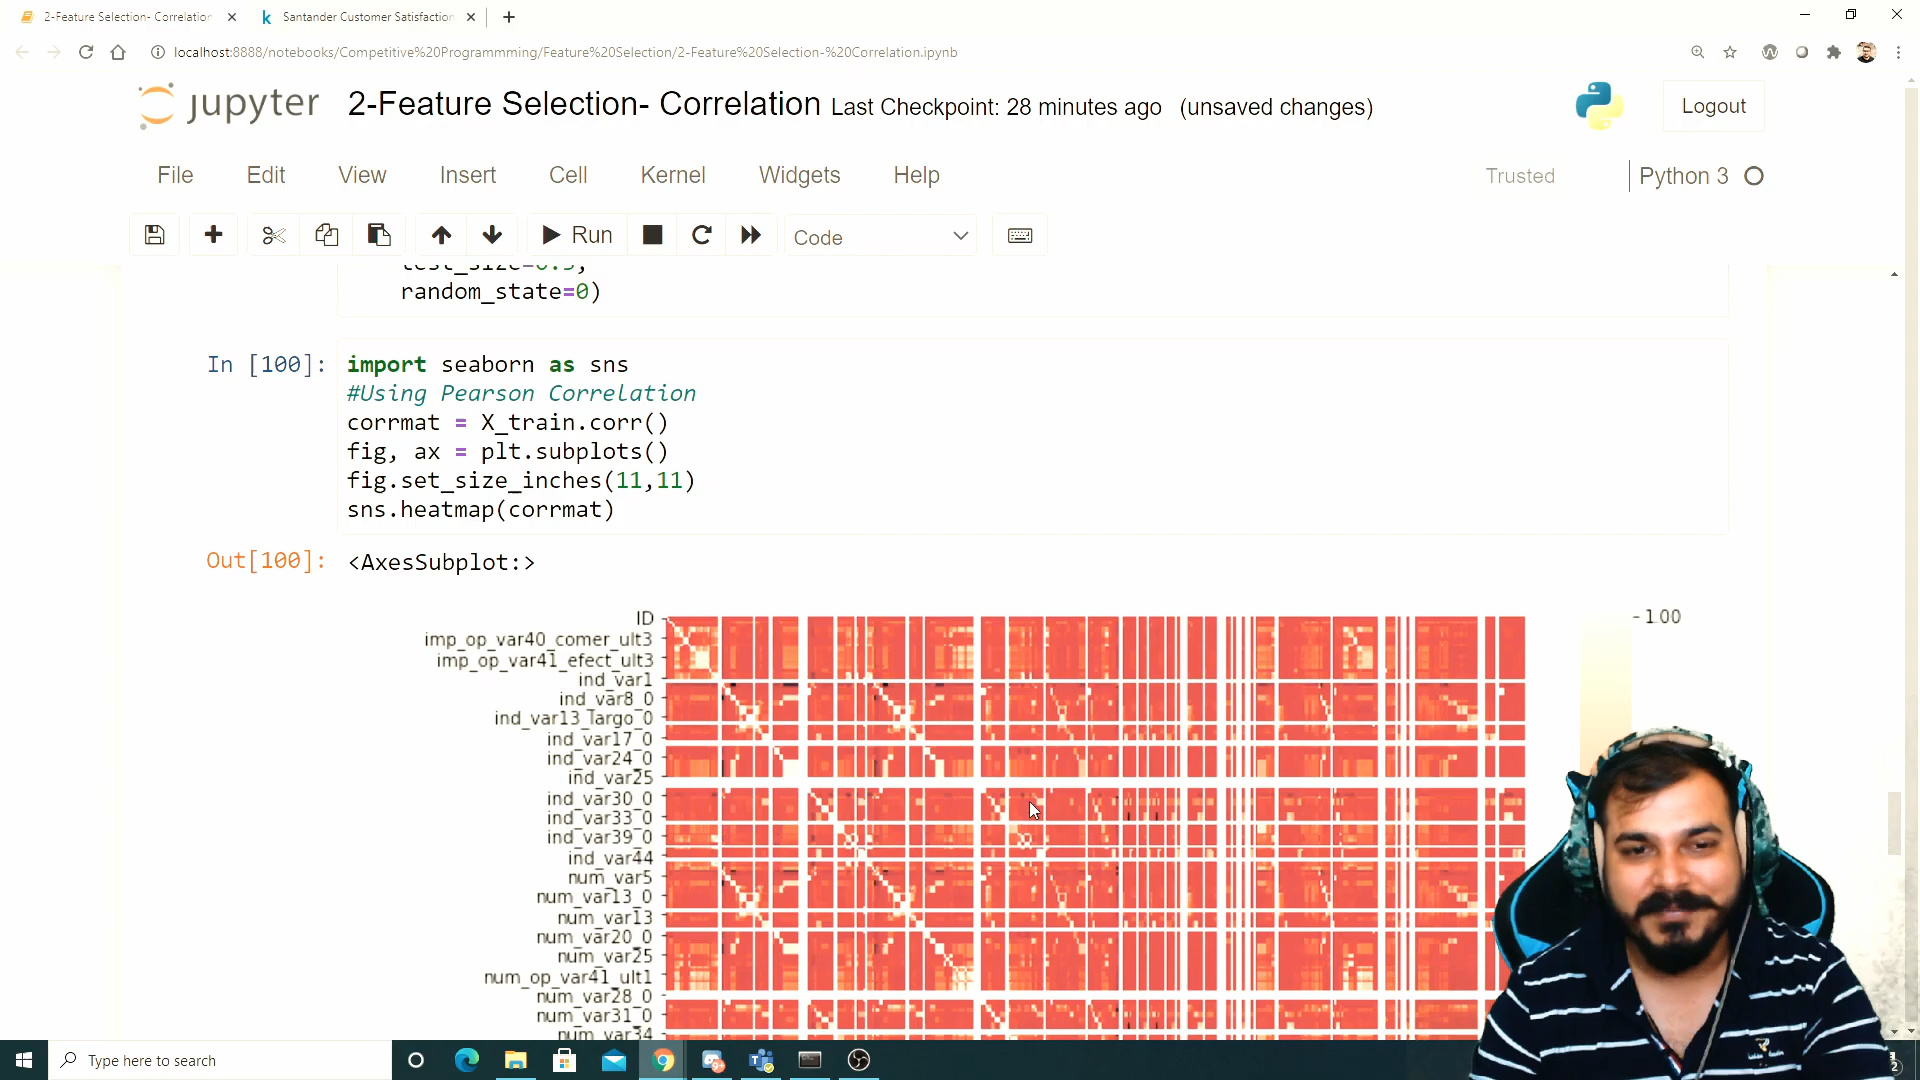 2-Feature Selection- Correlation
Santander Customer Satisfaction
localhost:8888/notebooks/Competitive%20Programmming/Feature%20Selection/2-Feature%20Selection-%20Correlation.ipynb
jupyter 2-Feature Selection- Correlation Last Checkpoint: 28 minutes ago (unsaved changes)
Logout
File Edit View Insert Cell Kernel Widgets Help
Trusted
Python 3
Run
Code
test_size=0.3,
random_state=0)
In [100]:
import seaborn as sns
#Using Pearson Correlation
corrmat = X_train.corr()
fig, ax = plt.subplots()
fig.set_size_inches(11,11)
sns.heatmap(corrmat)
Out[100]:
<AxesSubplot:>
ID
imp_op_var40_comer_ult3
imp_op_var41_efect_ult3
ind_var1
ind_var8_0
ind_var13_largo_0
ind_var17_0
ind_var24_0
ind_var25
ind_var30_0
ind_var33_0
ind_var39_0
ind_var44
num_var5
num_var13_0
num_var13
num_var20_0
num_var25
num_op_var41_ult1
num_var28_0
num_var31_0
num_var34
- 1.00
Type here to search